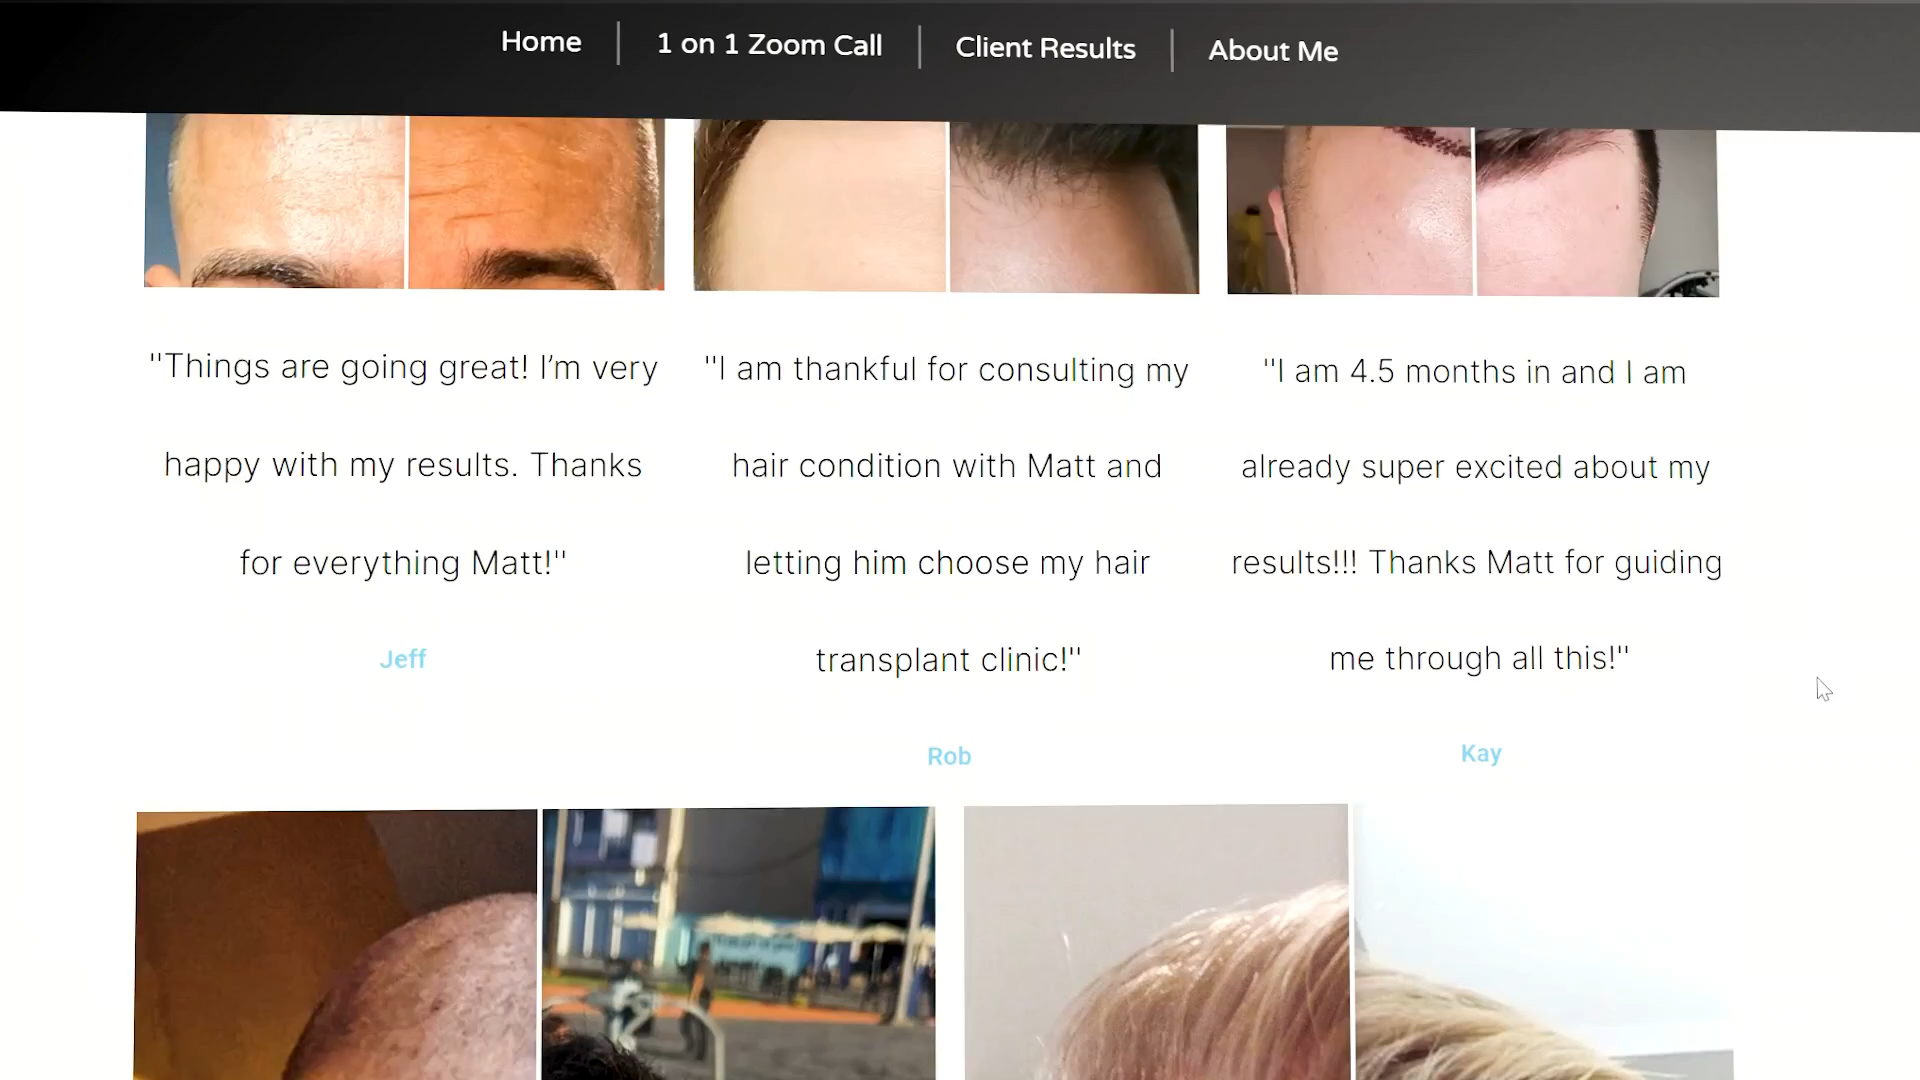 Home
1 on 1 Zoom Call
Client Results
About Me
"Things are going great! I’m very
happy with my results. Thanks
for everything Matt!"
Jeff
"I am thankful for consulting my
hair condition with Matt and
letting him choose my hair
transplant clinic!"
Rob
"I am 4.5 months in and I am
already super excited about my
results!!! Thanks Matt for guiding
me through all this!"
Kay